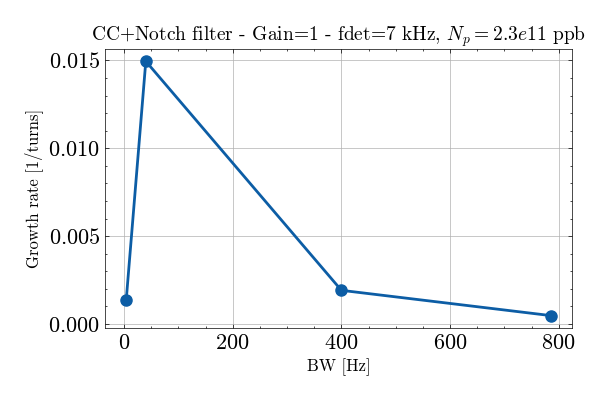 CC+Notch filter - Gain=1 - fdet=7 kHz, $N_p = 2.3e11$ ppb
0.015
0.010
0.005
0.000
Growth rate [1/turns]
0 200 400 600 800
BW [Hz]